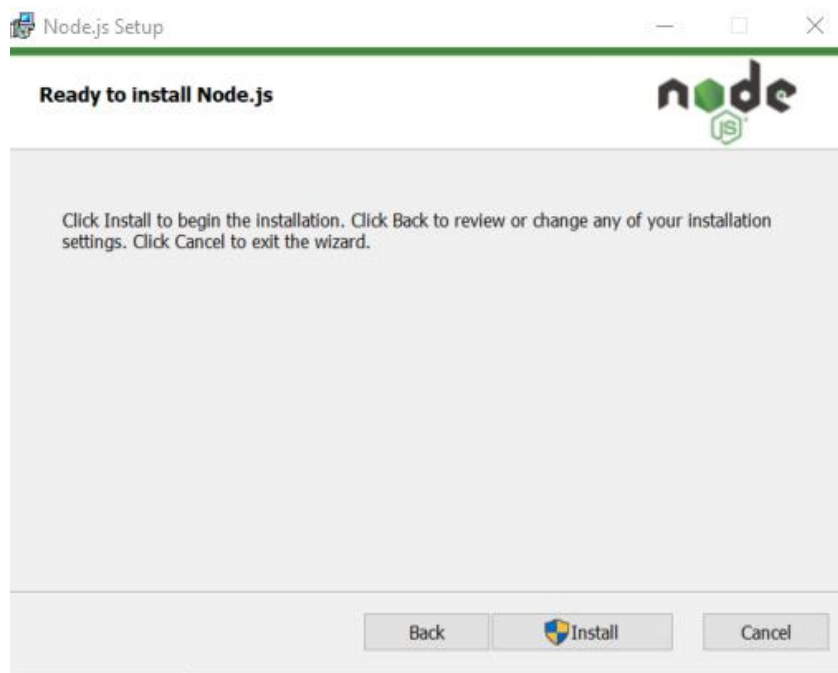 Node.js Setup
Ready to install Node.js
node
JS
Click Install to begin the installation. Click Back to review or change any of your installation
settings. Click Cancel to exit the wizard.
Back
Install
Cancel